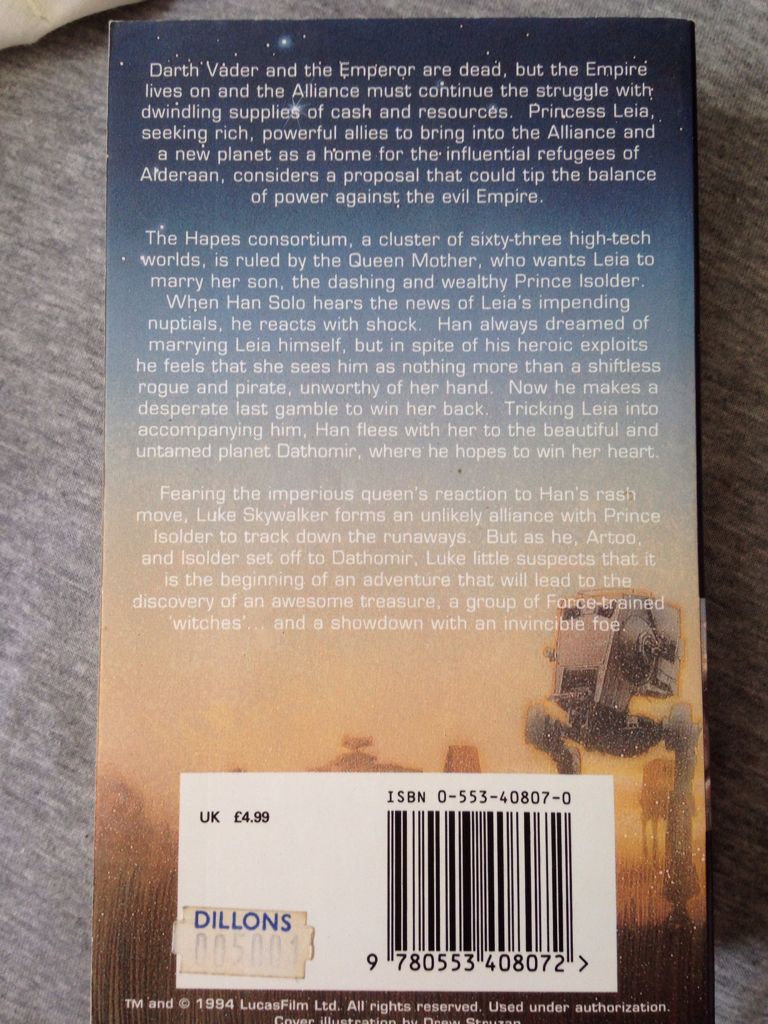 Darth Vader and the Emperor are dead, but the Empire
lives on and the Alliance must continue the struggle with
dwindling supplies of cash and resources. Princess Leia,
seeking rich, powerful allies to bring into the Alliance and
a new planet as a home for the influential refugees of
Alderaan, considers a proposal that could tip the balance
of power against the evil Empire.
The Hapes consortium, a cluster of sixty-three high-tech
worlds, is ruled by the Queen Mother, who wants Leia to
marry her son, the dashing and wealthy Prince Isolder.
When Han Solo hears the news of Leia's impending
nuptials, he reacts with shock. Han always dreamed of
marrying Leia himself, but in spite of his heroic exploits
he feels that she sees him as nothing more than a shiftless
rogue and pirate, unworthy of her hand. Now he makes a
desperate last gamble to win her back. Tricking Leia into
accompanying him, Han flees with her to the beautiful and
untamed planet Dathomir, where he hopes to win her heart.
Fearing the imperious queen's reaction to Han's rash
move, Luke Skywalker forms an unlikely alliance with Prince
Isolder to track down the runaways. But as he, Artoo,
and Isolder set off to Dathomir, Luke little suspects that it
is the beginning of an adventure that will lead to the
discovery of an awesome treasure, a group of Force-trained
'witches'... and a showdown with an invincible foe.
ISBN 0-553-40807-0
UK £4.99
DILLONS
005001
9 780553 408072 >
TM and © 1994 LucasFilm Ltd. All rights reserved. Used under authorization.
Cover illustration by Drew Struzan